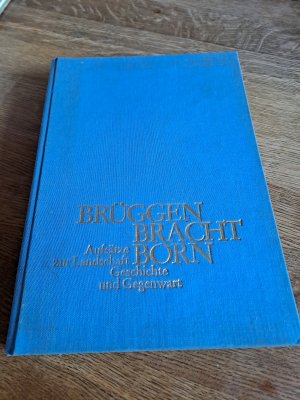 BRÜGGEN
BRACHT
BORN
Aufsätze
zur Landschaft
Geschichte
und Gegenwart